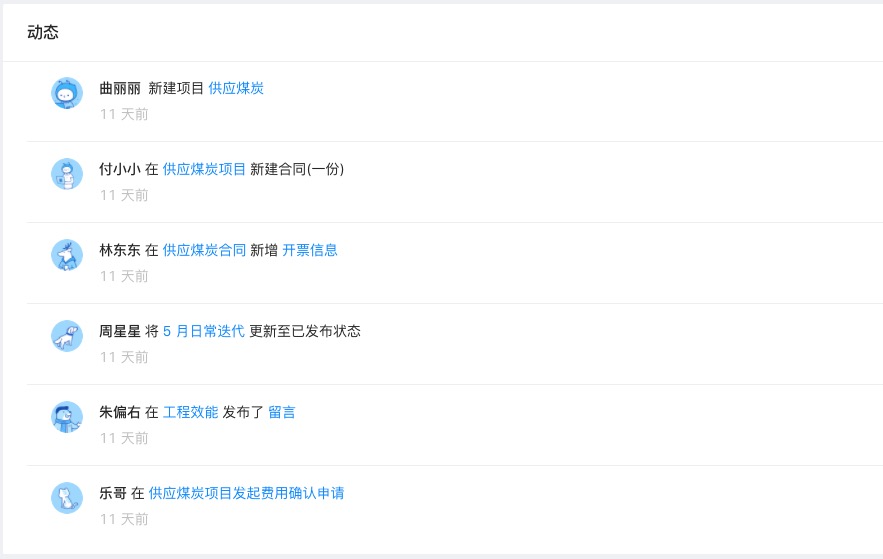 动态
曲丽丽 新建项目 供应煤炭
11 天前
付小小 在 供应煤炭项目 新建合同(一份)
11 天前
林东东 在 供应煤炭合同 新增 开票信息
11 天前
周星星 将 5 月日常迭代 更新至已发布状态
11 天前
朱偏右 在 工程效能 发布了 留言
11 天前
乐哥 在 供应煤炭项目发起费用确认申请
11 天前